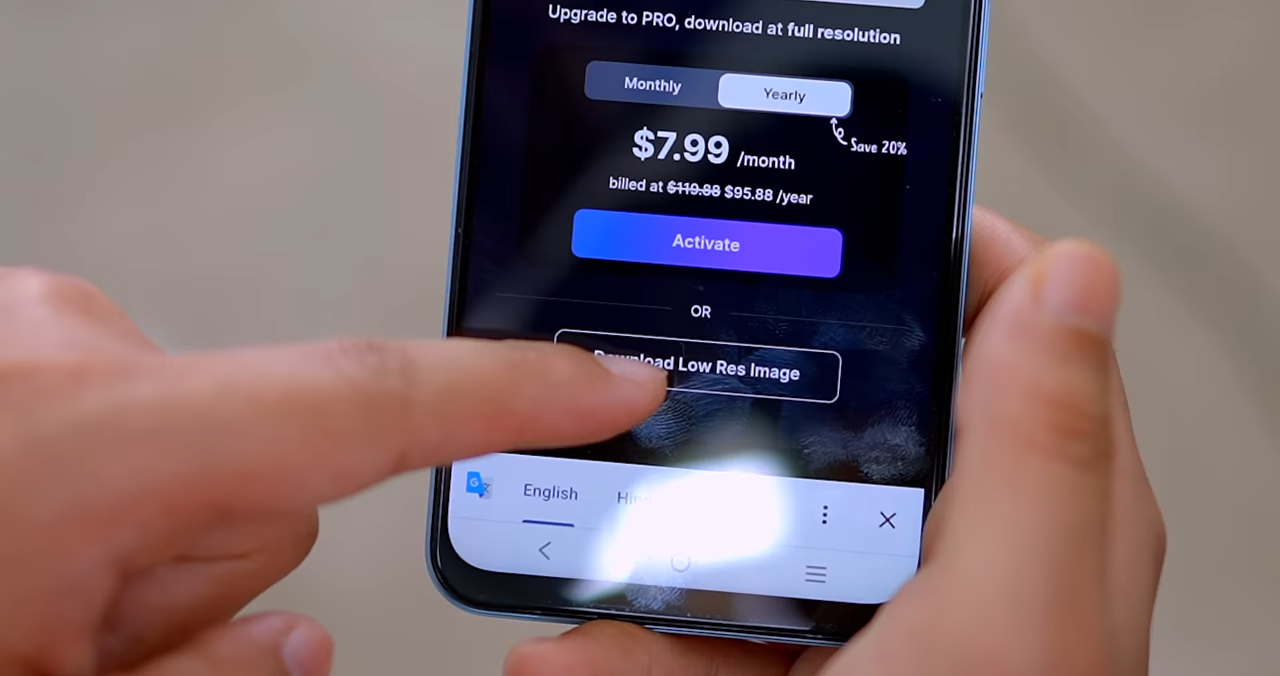 Upgrade to PRO, download at full resolution
Monthly Yearly
Save 20%
$7.99 /month
billed at $119.88 $95.88 /year
Activate
OR
Low Res Image
English